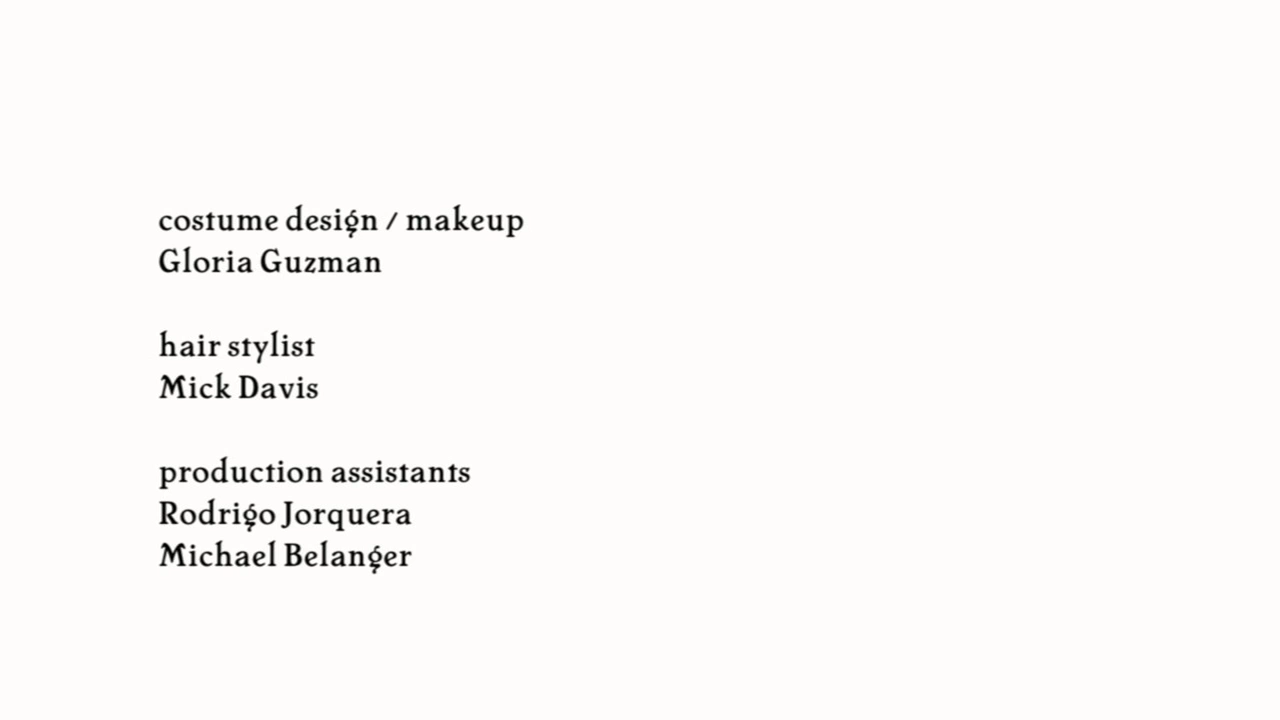 costume design / makeup
Gloria Guzman
hair stylist
Mick Davis
production assistants
Rodrigo Jorquera
Michael Belanger